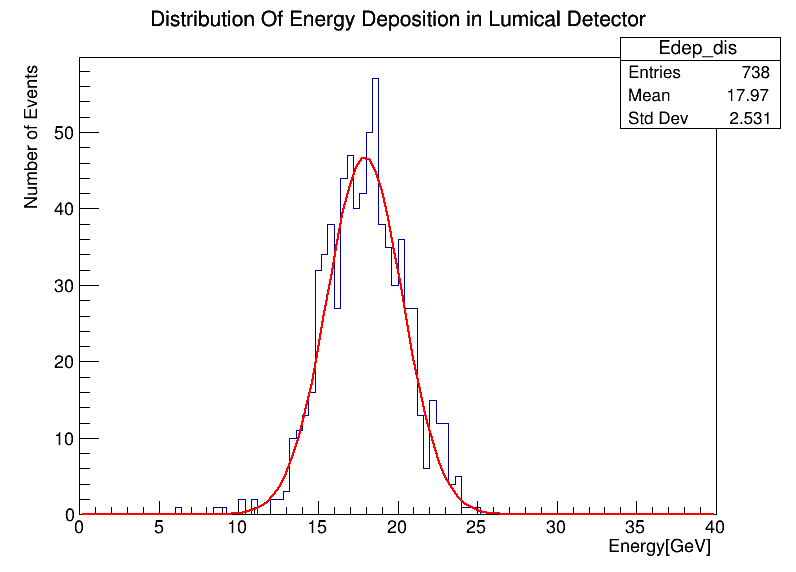 Distribution Of Energy Deposition in Lumical Detector
Edep_dis
Entries 738
Mean 17.97
Std Dev 2.531
Number of Events
50
40
30
20
10
0
0 5 10 15 20 25 30 35 40
Energy[GeV]